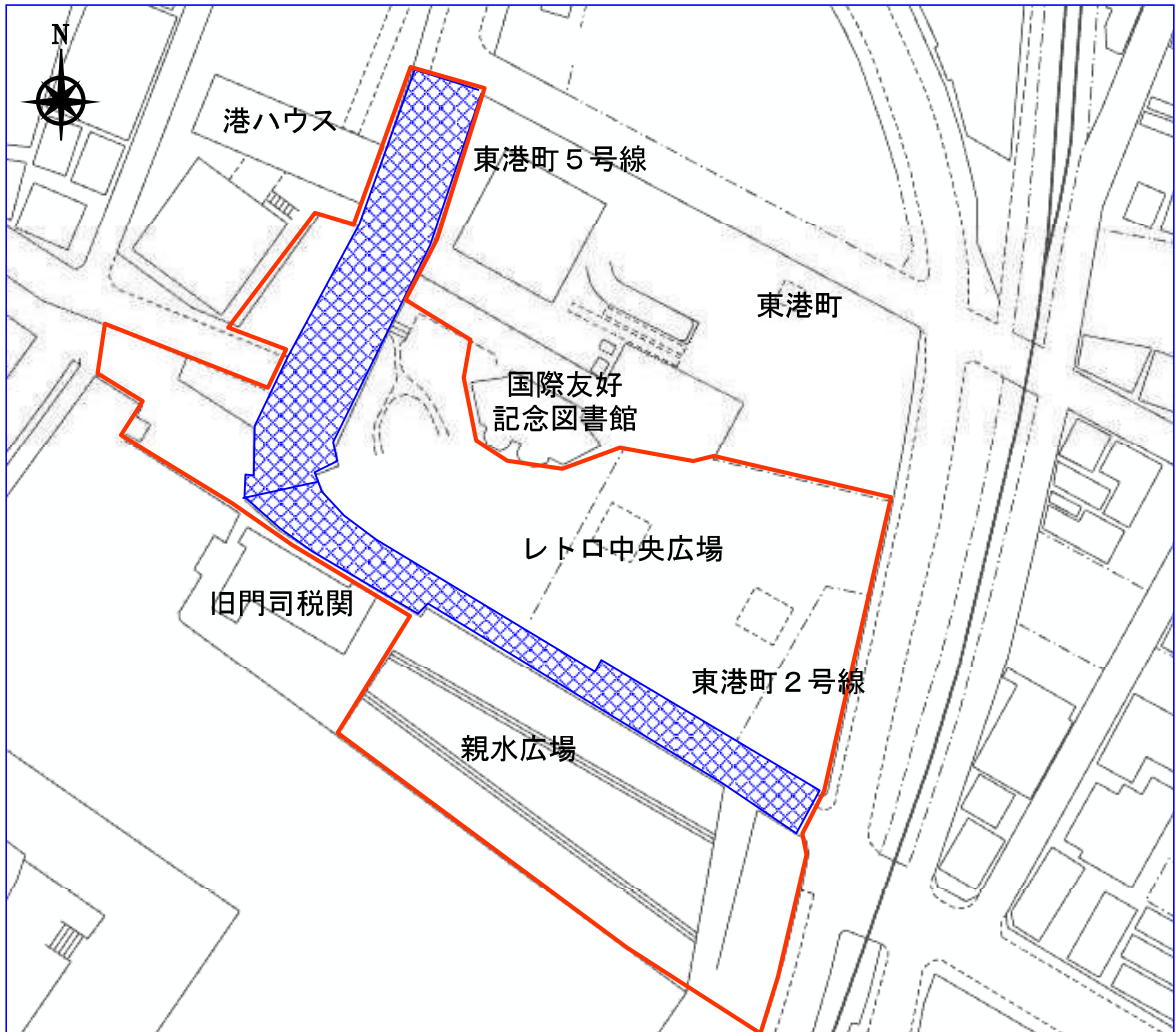 N
港ハウス
東港町５号線
東港町
国際友好
記念図書館
レトロ中央広場
旧門司税関
東港町２号線
親水広場